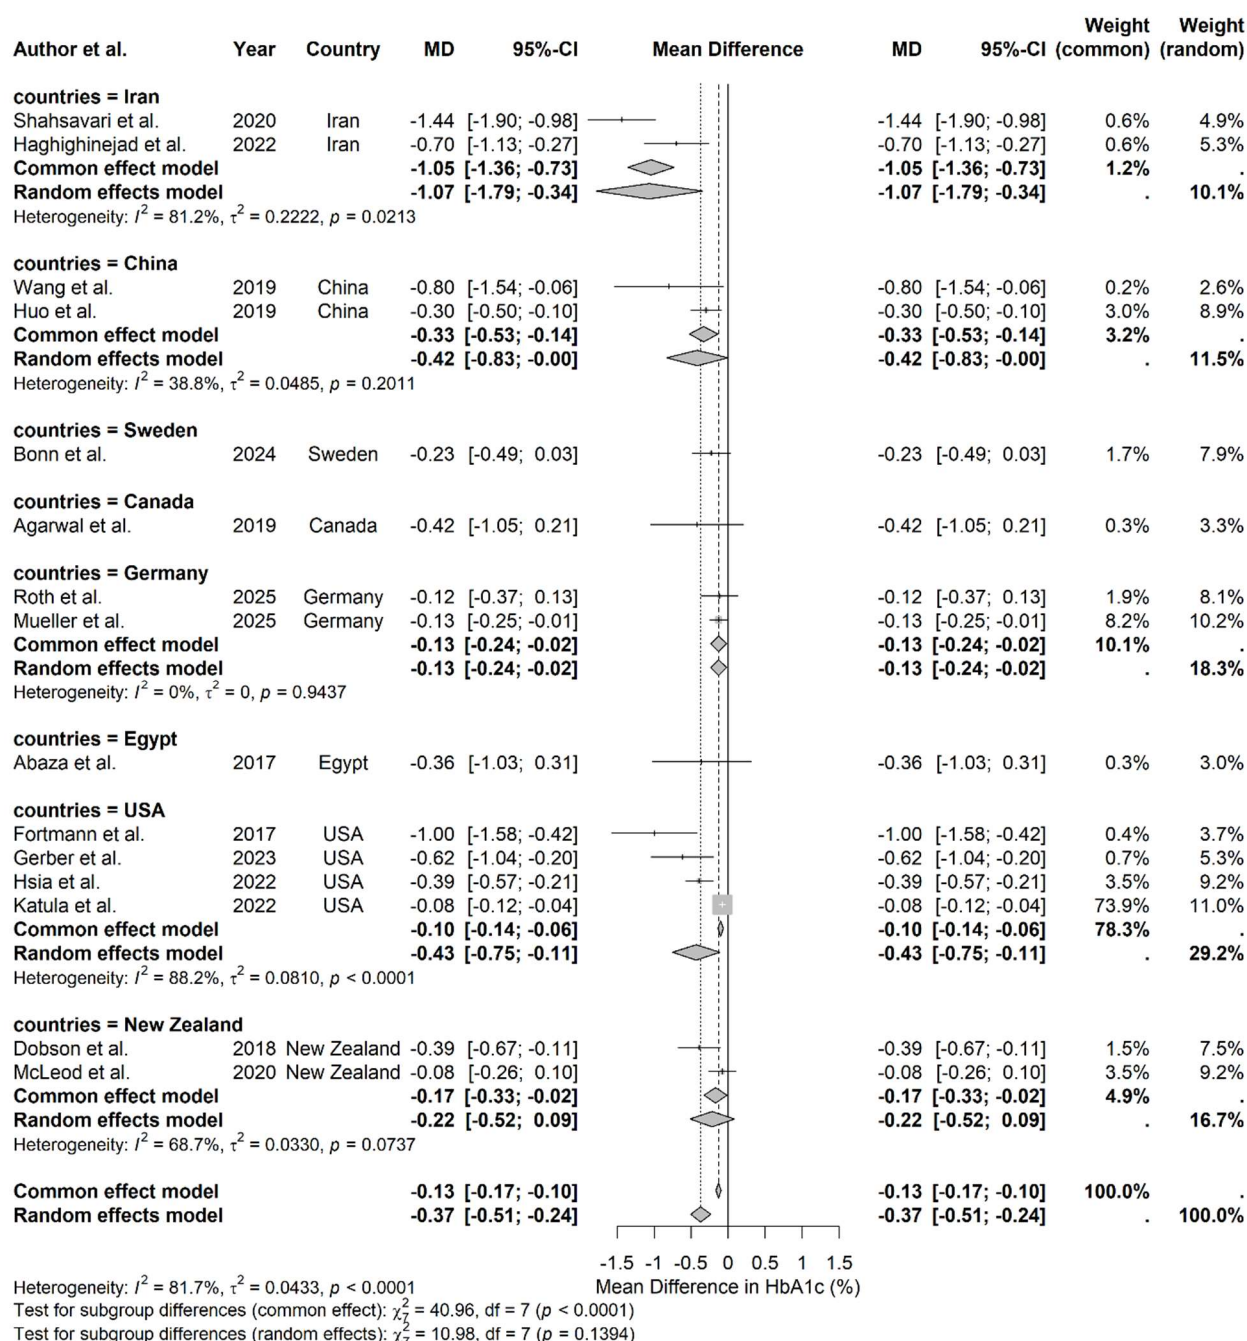 Weight Weight
Author et al. Year Country MD 95%-CI Mean Difference MD 95%-CI (common) (random)
countries = Iran
Shahsavari et al. 2020 Iran -1.44 [-1.90; -0.98] -1.44 [-1.90; -0.98] 0.6% 4.9%
Haghighinejad et al. 2022 Iran -0.70 [-1.13; -0.27] -0.70 [-1.13; -0.27] 0.6% 5.3%
Common effect model -1.05 [-1.36; -0.73] -1.05 [-1.36; -0.73] 1.2% .
Random effects model -1.07 [-1.79; -0.34] -1.07 [-1.79; -0.34] . 10.1%
Heterogeneity: I² = 81.2%, τ² = 0.2222, p = 0.0213
countries = China
Wang et al. 2019 China -0.80 [-1.54; -0.06] -0.80 [-1.54; -0.06] 0.2% 2.6%
Huo et al. 2019 China -0.30 [-0.50; -0.10] -0.30 [-0.50; -0.10] 3.0% 8.9%
Common effect model -0.33 [-0.53; -0.14] -0.33 [-0.53; -0.14] 3.2% .
Random effects model -0.42 [-0.83; -0.00] -0.42 [-0.83; -0.00] . 11.5%
Heterogeneity: I² = 38.8%, τ² = 0.0485, p = 0.2011
countries = Sweden
Bonn et al. 2024 Sweden -0.23 [-0.49; 0.03] -0.23 [-0.49; 0.03] 1.7% 7.9%
countries = Canada
Agarwal et al. 2019 Canada -0.42 [-1.05; 0.21] -0.42 [-1.05; 0.21] 0.3% 3.3%
countries = Germany
Roth et al. 2025 Germany -0.12 [-0.37; 0.13] -0.12 [-0.37; 0.13] 1.9% 8.1%
Mueller et al. 2025 Germany -0.13 [-0.25; -0.01] -0.13 [-0.25; -0.01] 8.2% 10.2%
Common effect model -0.13 [-0.24; -0.02] -0.13 [-0.24; -0.02] 10.1% .
Random effects model -0.13 [-0.24; -0.02] -0.13 [-0.24; -0.02] . 18.3%
Heterogeneity: I² = 0%, τ² = 0, p = 0.9437
countries = Egypt
Abaza et al. 2017 Egypt -0.36 [-1.03; 0.31] -0.36 [-1.03; 0.31] 0.3% 3.0%
countries = USA
Fortmann et al. 2017 USA -1.00 [-1.58; -0.42] -1.00 [-1.58; -0.42] 0.4% 3.7%
Gerber et al. 2023 USA -0.62 [-1.04; -0.20] -0.62 [-1.04; -0.20] 0.7% 5.3%
Hsia et al. 2022 USA -0.39 [-0.57; -0.21] -0.39 [-0.57; -0.21] 3.5% 9.2%
Katula et al. 2022 USA -0.08 [-0.12; -0.04] -0.08 [-0.12; -0.04] 73.9% 11.0%
Common effect model -0.10 [-0.14; -0.06] -0.10 [-0.14; -0.06] 78.3% .
Random effects model -0.43 [-0.75; -0.11] -0.43 [-0.75; -0.11] . 29.2%
Heterogeneity: I² = 88.2%, τ² = 0.0810, p < 0.0001
countries = New Zealand
Dobson et al. 2018 New Zealand -0.39 [-0.67; -0.11] -0.39 [-0.67; -0.11] 1.5% 7.5%
McLeod et al. 2020 New Zealand -0.08 [-0.26; 0.10] -0.08 [-0.26; 0.10] 3.5% 9.2%
Common effect model -0.17 [-0.33; -0.02] -0.17 [-0.33; -0.02] 4.9% .
Random effects model -0.22 [-0.52; 0.09] -0.22 [-0.52; 0.09] . 16.7%
Heterogeneity: I² = 68.7%, τ² = 0.0330, p = 0.0737
Common effect model -0.13 [-0.17; -0.10] -0.13 [-0.17; -0.10] 100.0% .
Random effects model -0.37 [-0.51; -0.24] -0.37 [-0.51; -0.24] . 100.0%
-1.5 -1 -0.5 0 0.5 1 1.5
Heterogeneity: I² = 81.7%, τ² = 0.0433, p < 0.0001 Mean Difference in HbA1c (%)
Test for subgroup differences (common effect): χ²₇ = 40.96, df = 7 (p < 0.0001)
Test for subgroup differences (random effects): χ²₇ = 10.98, df = 7 (p = 0.1394)